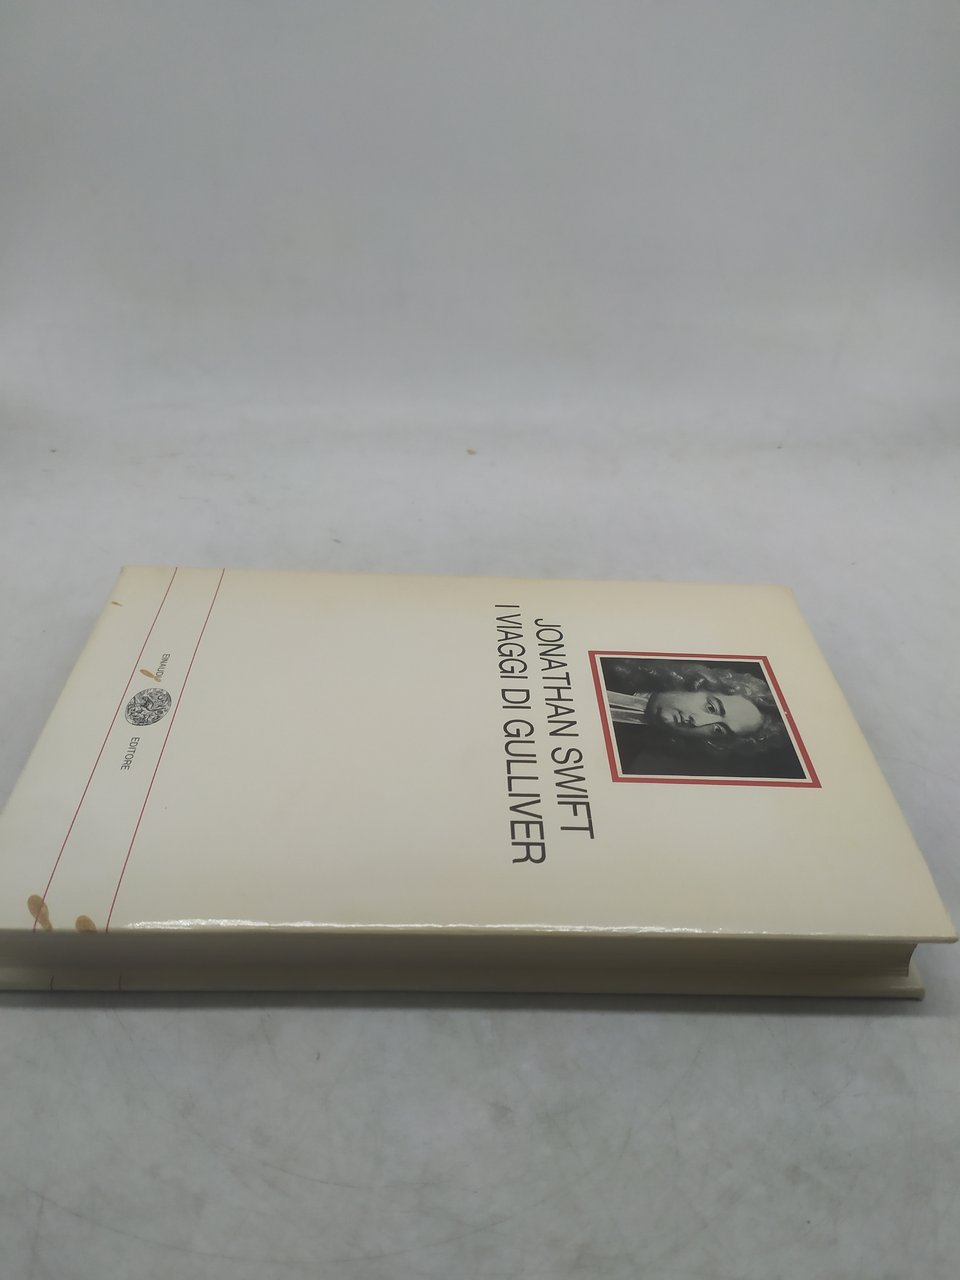 JONATHAN SWIFT
I VIAGGI DI GULLIVER
EINAUDI EDITORE